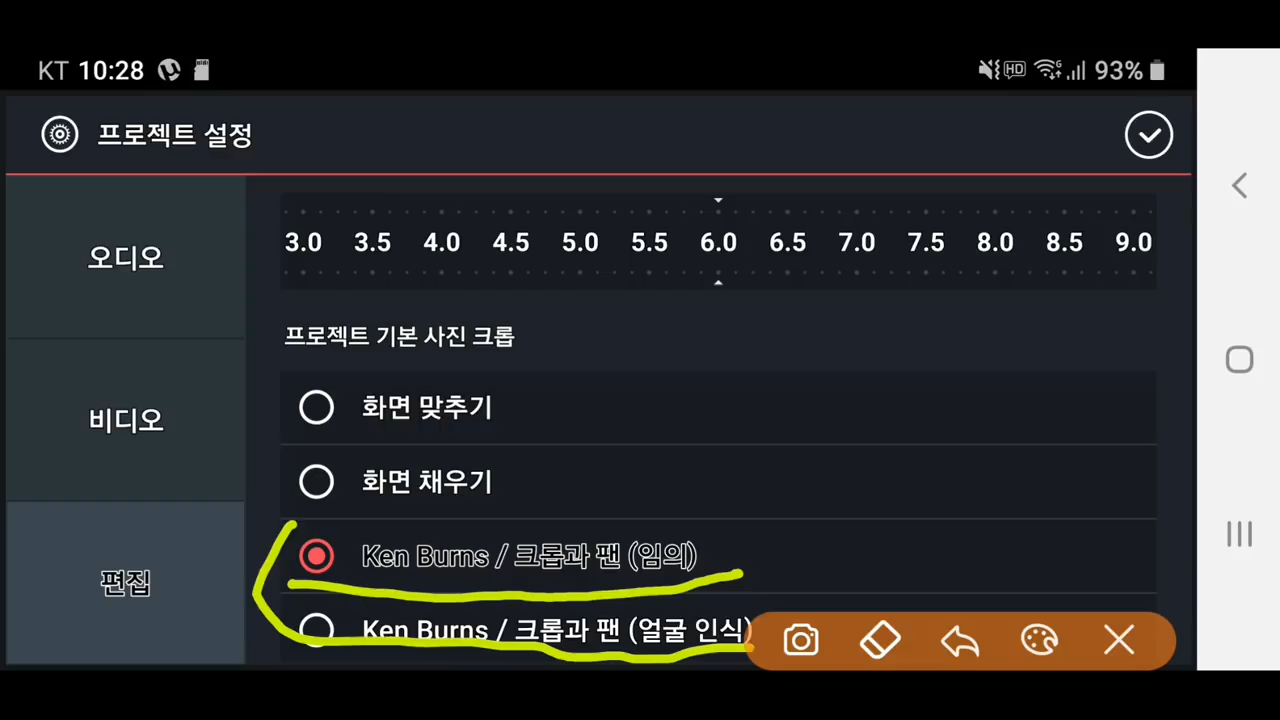 KT 10:28 HD 93%
프로젝트 설정
오디오
3.0 3.5 4.0 4.5 5.0 5.5 6.0 6.5 7.0 7.5 8.0 8.5 9.0
프로젝트 기본 사진 크롭
비디오
화면 맞추기
화면 채우기
편집
Ken Burns / 크롭과 팬 (임의)
Ken Burns / 크롭과 팬 (얼굴 인식)